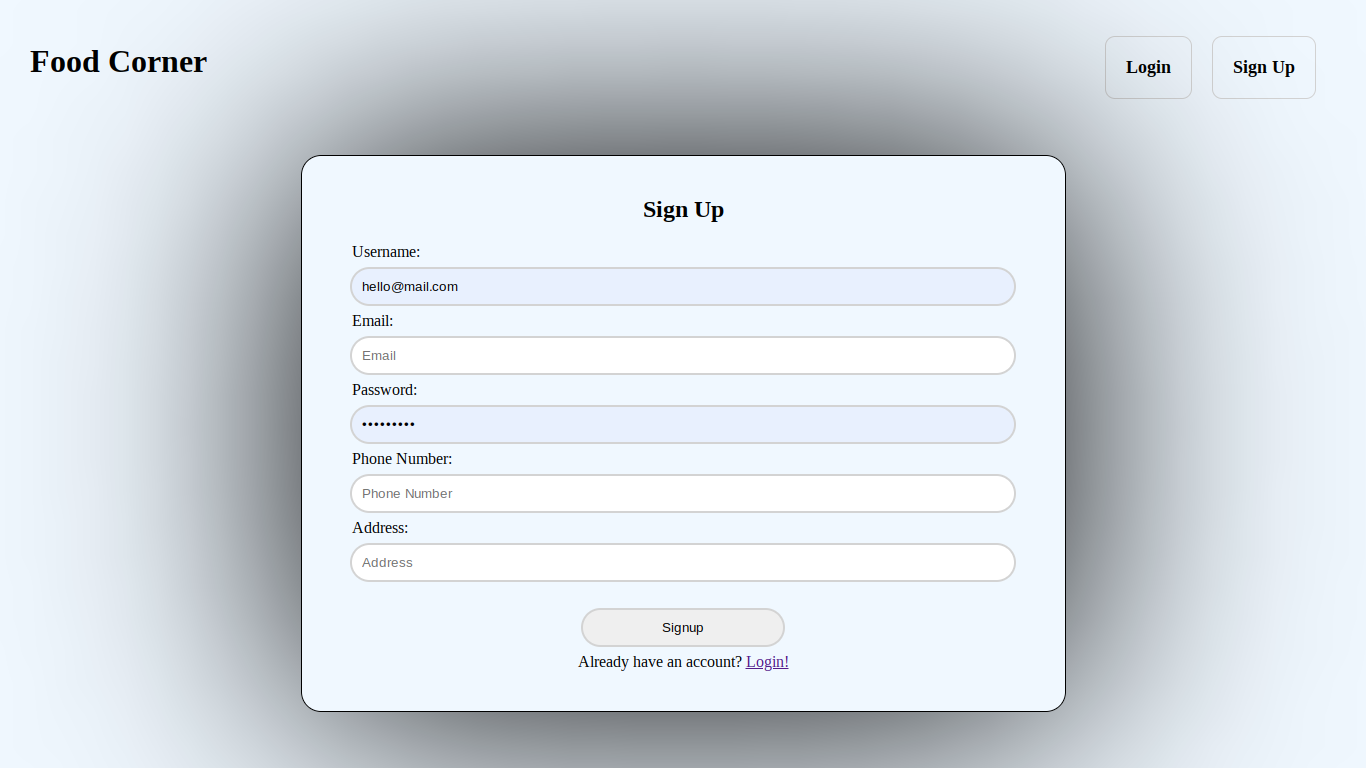 Food Corner
Login
Sign Up
Sign Up
Username:
hello@mail.com
Email:
Email
Password:
•••••••••
Phone Number:
Phone Number
Address:
Address
Signup
Already have an account? Login!